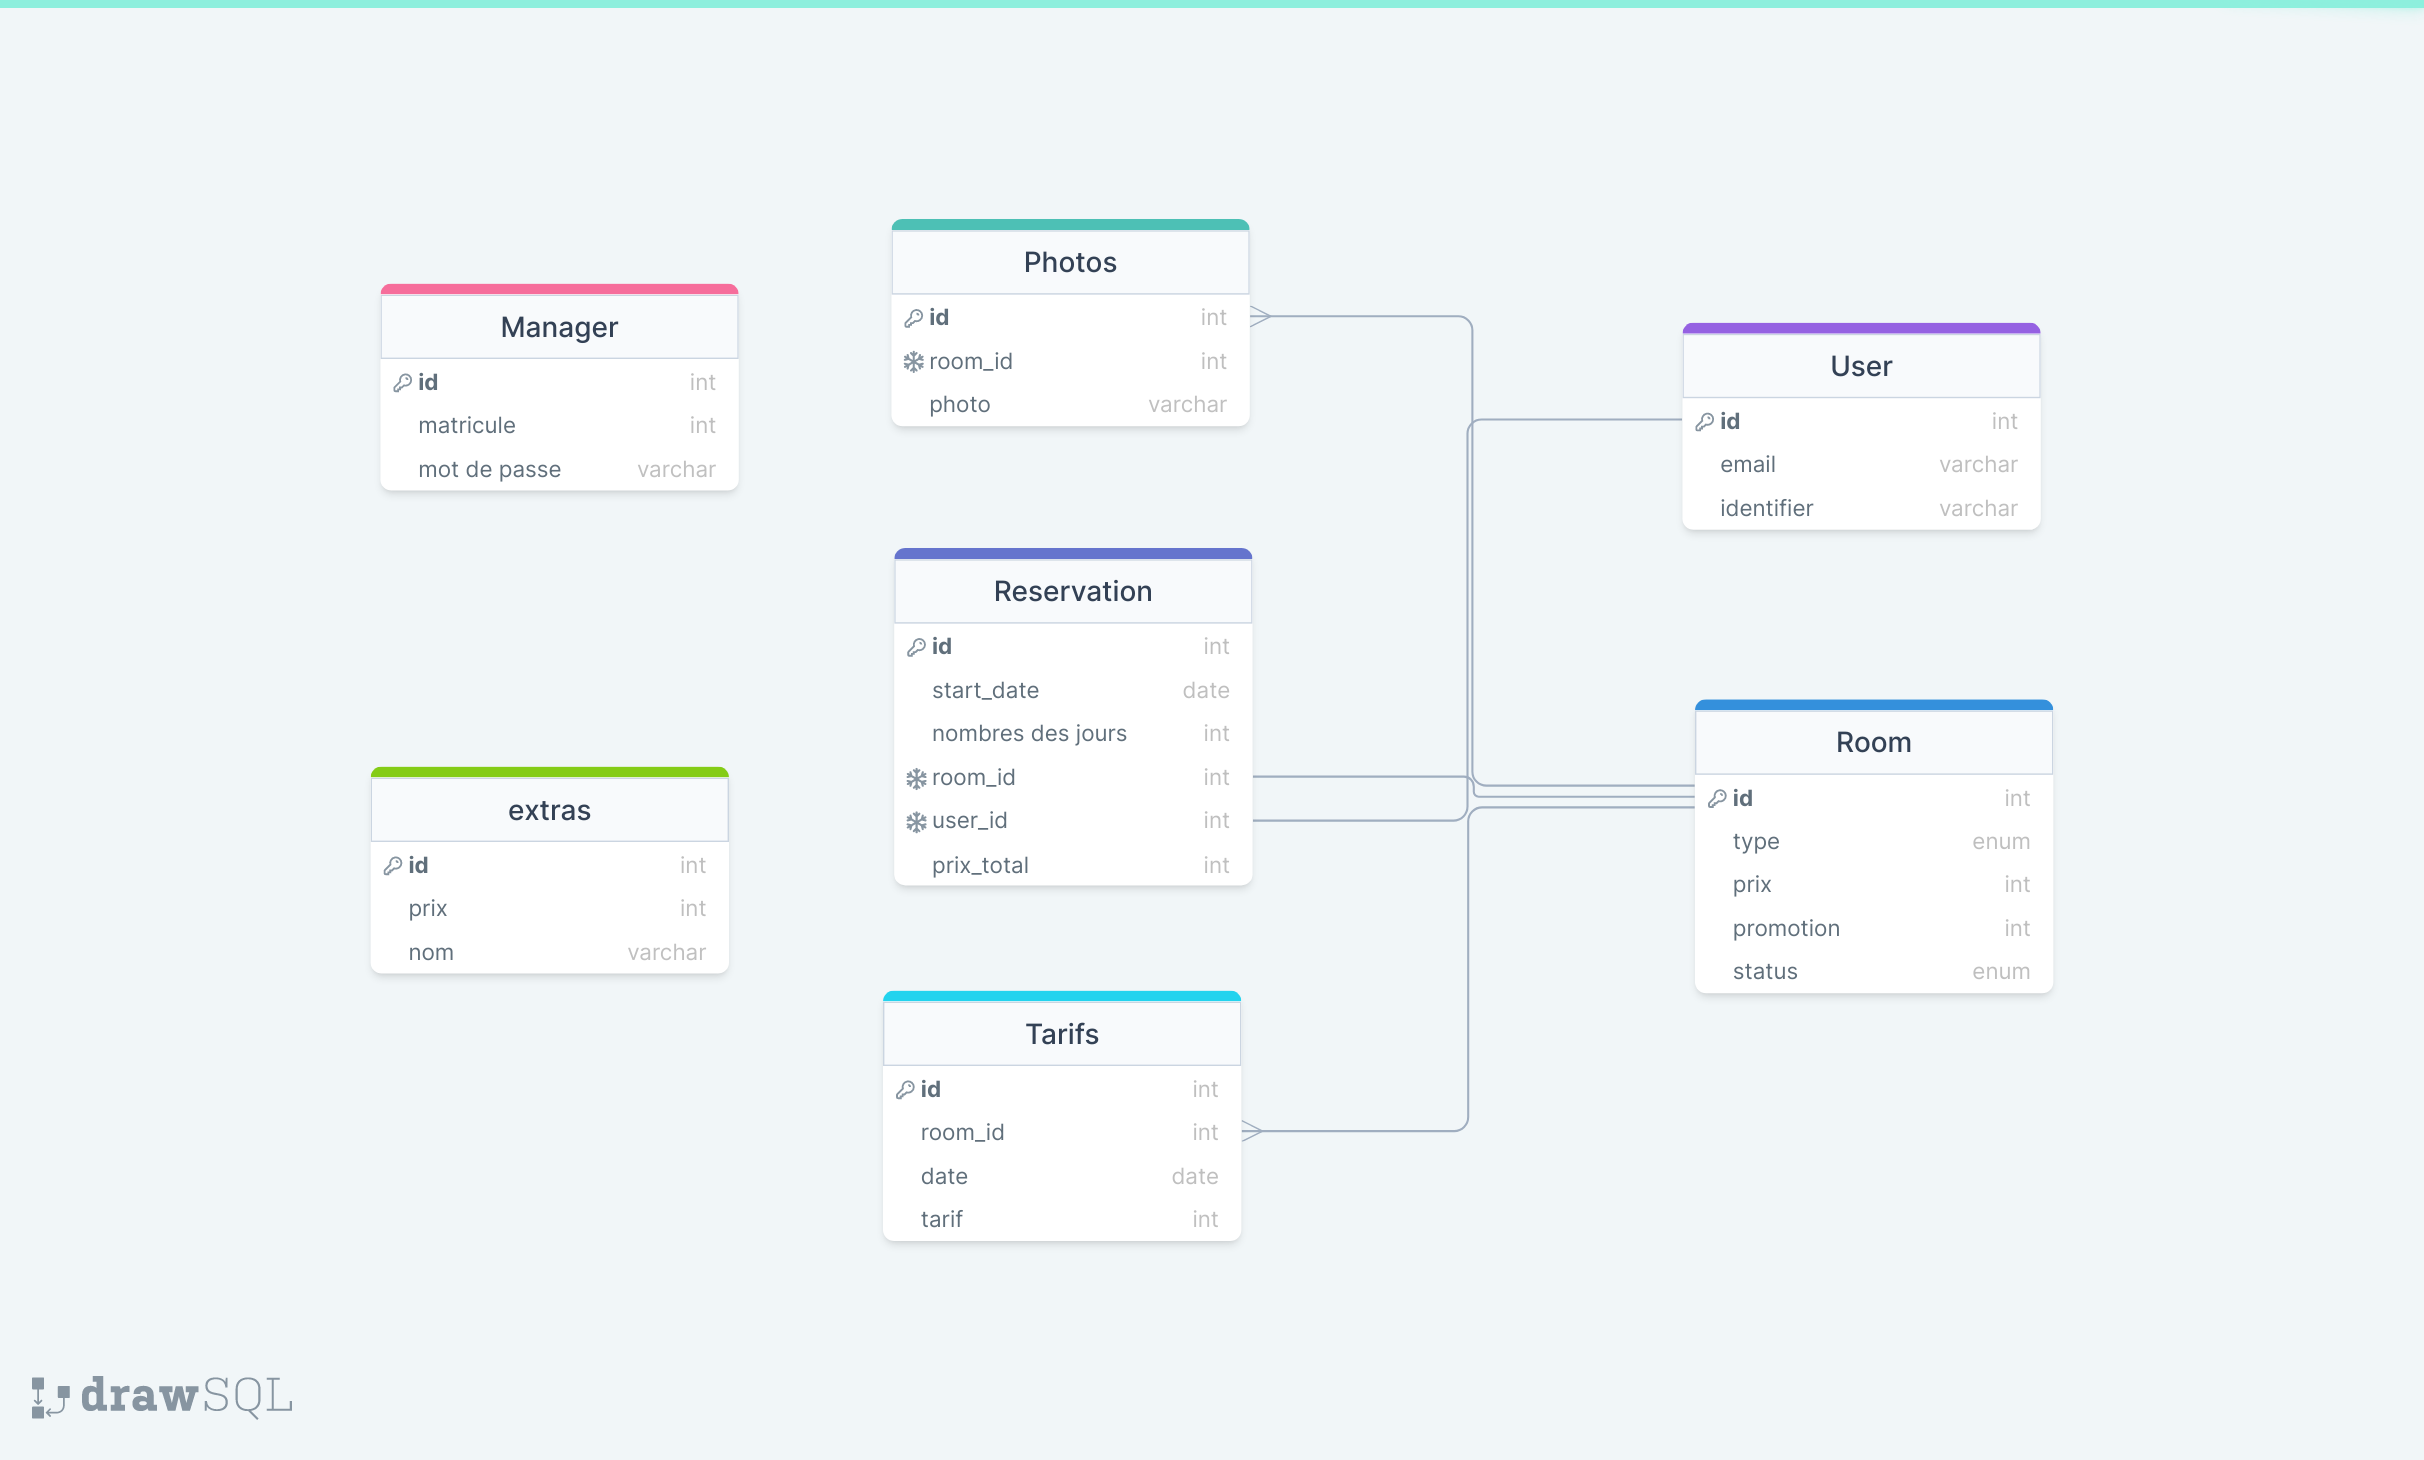 Manager
id int
matricule int
mot de passe varchar
extras
id int
prix int
nom varchar
Photos
id int
room_id int
photo varchar
Reservation
id int
start_date date
nombres des jours int
room_id int
user_id int
prix_total int
Tarifs
id int
room_id int
date date
tarif int
User
id int
email varchar
identifier varchar
Room
id int
type enum
prix int
promotion int
status enum
drawSQL